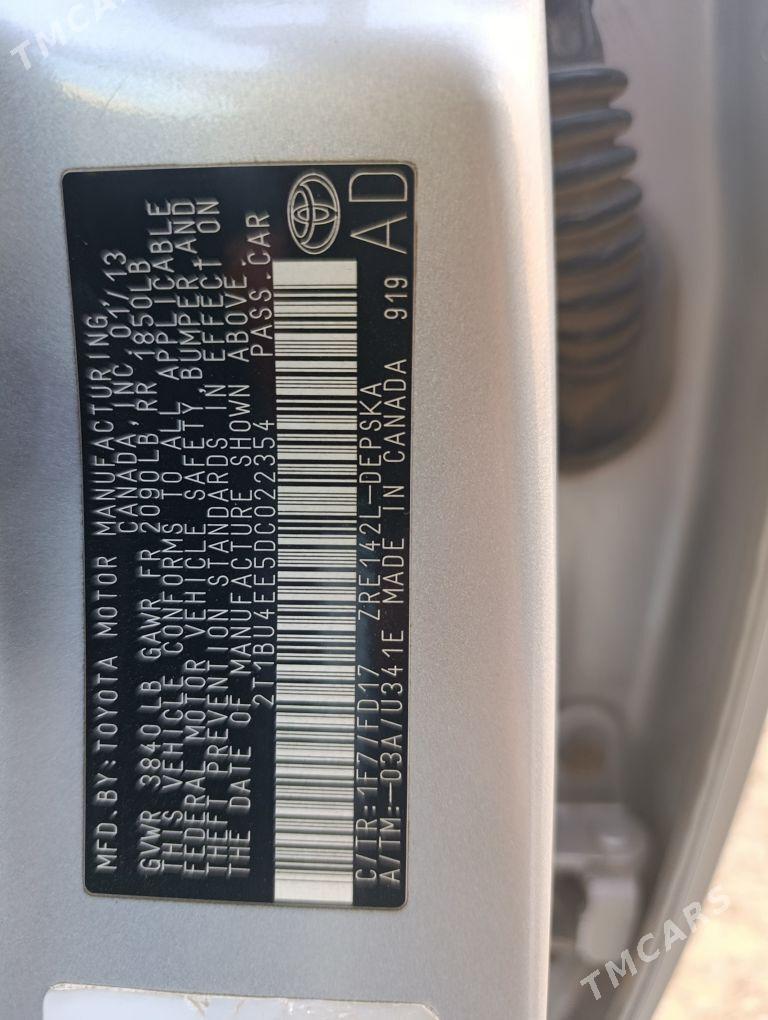 TMCARS
MFD.BY:TOYOTA MOTOR MANUFACTURING,
CANADA,INC. 01/13
GVWR 3840LB GAWR FR 2090LB,RR 1850LB
THIS VEHICLE CONFORMS TO ALL APPLICABLE
FEDERAL MOTOR VEHICLE SAFETY,BUMPER,AND
THEFT PREVENTION STANDARDS IN EFFECT ON
THE DATE OF MANUFACTURE SHOWN ABOVE.
2T1BU4EE5DC022354 PASS.CAR
C/TR:1F7/FD17 ZRE142L-DEPSKA
A/TM:-03A/U341E MADE IN CANADA 919 AD
TMCARS